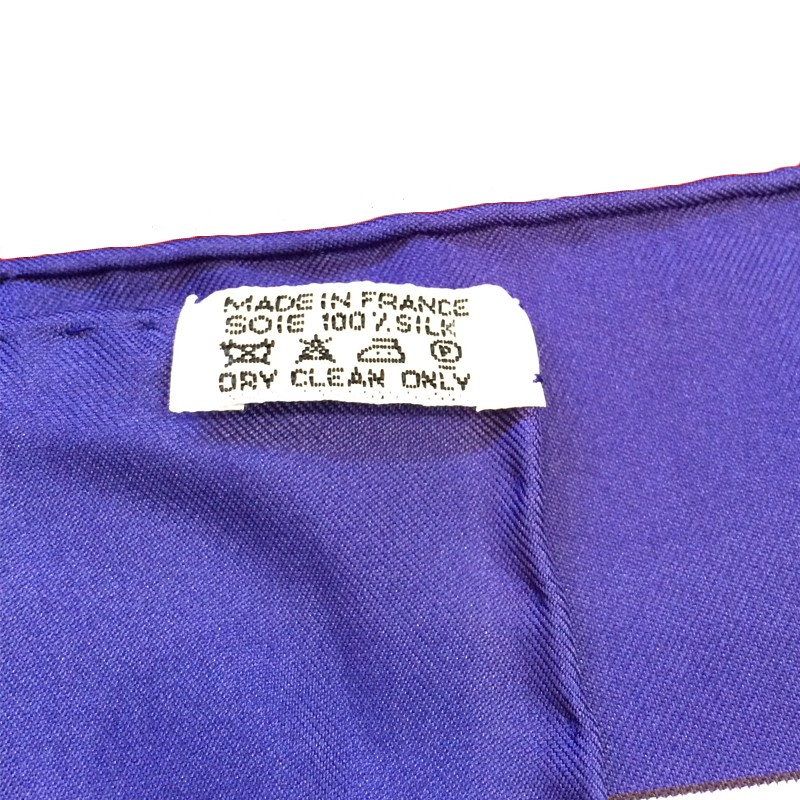 MADE IN FRANCE
SOIE 100% SILK
P
DRY CLEAN ONLY